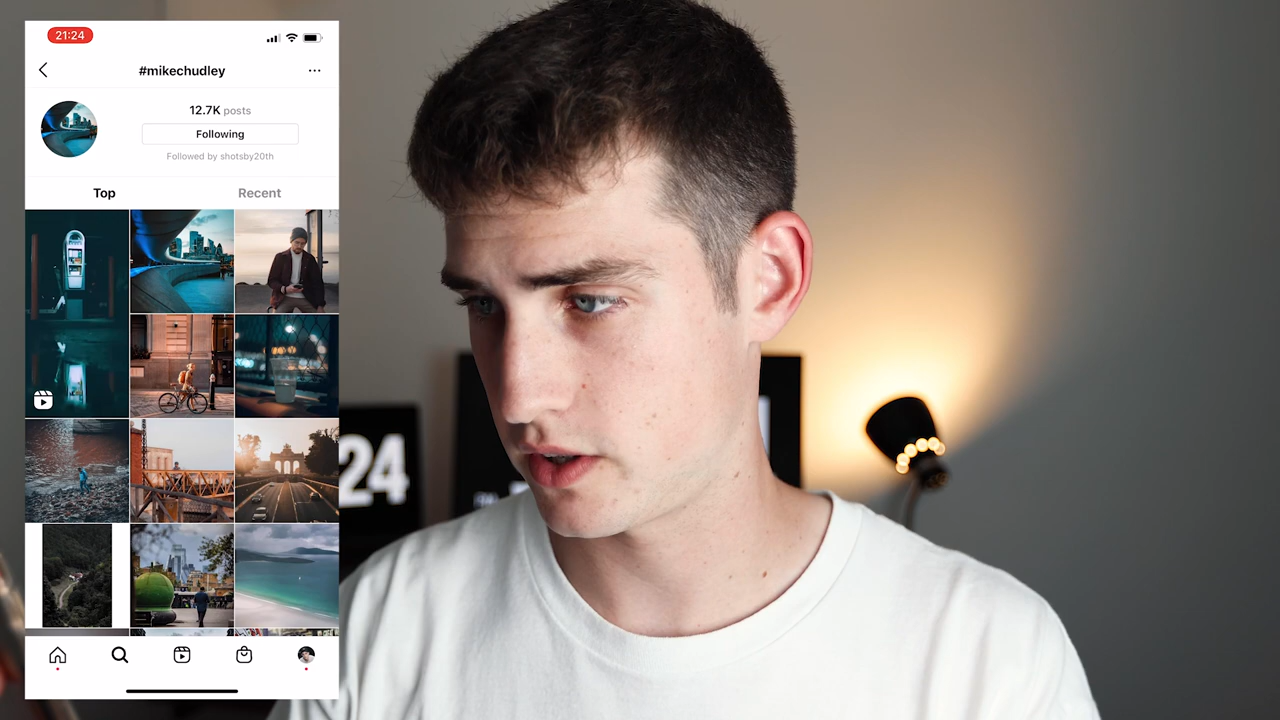 21:24
#mikechudley
12.7K posts
Following
Followed by shotsby20th
Top
Recent
24